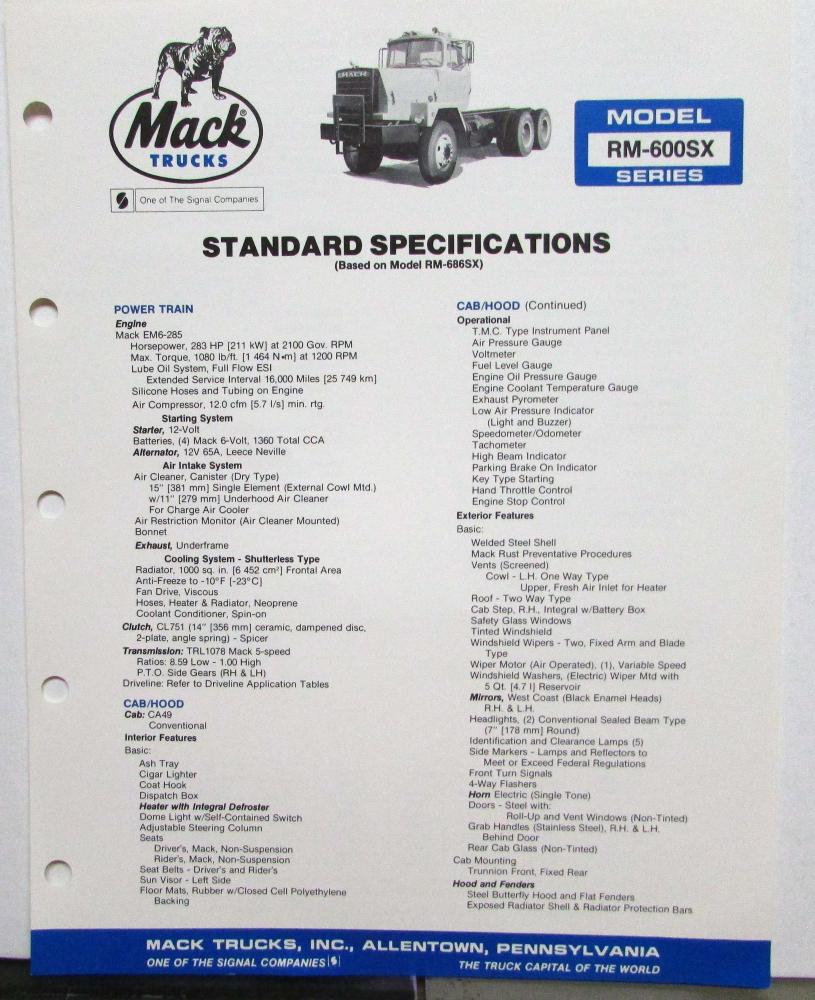 Mack®
TRUCKS
One of The Signal Companies
MACK
MODEL
RM-600SX
SERIES
STANDARD SPECIFICATIONS
(Based on Model RM-686SX)
POWER TRAIN
Engine
Mack EM6-285
Horsepower, 283 HP [211 kW] at 2100 Gov. RPM
Max. Torque, 1080 lb/ft. [1 464 N•m] at 1200 RPM
Lube Oil System, Full Flow ESI
Extended Service Interval 16,000 Miles [25 749 km]
Silicone Hoses and Tubing on Engine
Air Compressor, 12.0 cfm [5.7 l/s] min. rtg.
Starting System
Starter, 12-Volt
Batteries, (4) Mack 6-Volt, 1360 Total CCA
Alternator, 12V 65A, Leece Neville
Air Intake System
Air Cleaner, Canister (Dry Type)
15" [381 mm] Single Element (External Cowl Mtd.)
w/11" [279 mm] Underhood Air Cleaner
For Charge Air Cooler
Air Restriction Monitor (Air Cleaner Mounted)
Bonnet
Exhaust, Underframe
Cooling System - Shutterless Type
Radiator, 1000 sq. in. [6 452 cm²] Frontal Area
Anti-Freeze to -10°F [-23°C]
Fan Drive, Viscous
Hoses, Heater & Radiator, Neoprene
Coolant Conditioner, Spin-on
Clutch, CL751 (14" [356 mm] ceramic, dampened disc,
2-plate, angle spring) - Spicer
Transmission: TRL1078 Mack 5-speed
Ratios: 8.59 Low - 1.00 High
P.T.O. Side Gears (RH & LH)
Driveline: Refer to Driveline Application Tables
CAB/HOOD
Cab: CA49
Conventional
Interior Features
Basic:
Ash Tray
Cigar Lighter
Coat Hook
Dispatch Box
Heater with Integral Defroster
Dome Light w/Self-Contained Switch
Adjustable Steering Column
Seats
Driver's, Mack, Non-Suspension
Rider's, Mack, Non-Suspension
Seat Belts - Driver's and Rider's
Sun Visor - Left Side
Floor Mats, Rubber w/Closed Cell Polyethylene
Backing
CAB/HOOD (Continued)
Operational
T.M.C. Type Instrument Panel
Air Pressure Gauge
Voltmeter
Fuel Level Gauge
Engine Oil Pressure Gauge
Engine Coolant Temperature Gauge
Exhaust Pyrometer
Low Air Pressure Indicator
(Light and Buzzer)
Speedometer/Odometer
Tachometer
High Beam Indicator
Parking Brake On Indicator
Key Type Starting
Hand Throttle Control
Engine Stop Control
Exterior Features
Basic:
Welded Steel Shell
Mack Rust Preventative Procedures
Vents (Screened)
Cowl - L.H. One Way Type
Upper, Fresh Air Inlet for Heater
Roof - Two Way Type
Cab Step, R.H., Integral w/Battery Box
Safety Glass Windows
Tinted Windshield
Windshield Wipers - Two, Fixed Arm and Blade
Type
Wiper Motor (Air Operated), (1), Variable Speed
Windshield Washers, (Electric) Wiper Mtd with
5 Qt. [4.7 l] Reservoir
Mirrors, West Coast (Black Enamel Heads)
R.H. & L.H.
Headlights, (2) Conventional Sealed Beam Type
(7" [178 mm] Round)
Identification and Clearance Lamps (5)
Side Markers - Lamps and Reflectors to
Meet or Exceed Federal Regulations
Front Turn Signals
4-Way Flashers
Horn Electric (Single Tone)
Doors - Steel with:
Roll-Up and Vent Windows (Non-Tinted)
Grab Handles (Stainless Steel), R.H. & L.H.
Behind Door
Rear Cab Glass (Non-Tinted)
Cab Mounting
Trunnion Front, Fixed Rear
Hood and Fenders
Steel Butterfly Hood and Flat Fenders
Exposed Radiator Shell & Radiator Protection Bars
MACK TRUCKS, INC., ALLENTOWN, PENNSYLVANIA
ONE OF THE SIGNAL COMPANIES
THE TRUCK CAPITAL OF THE WORLD